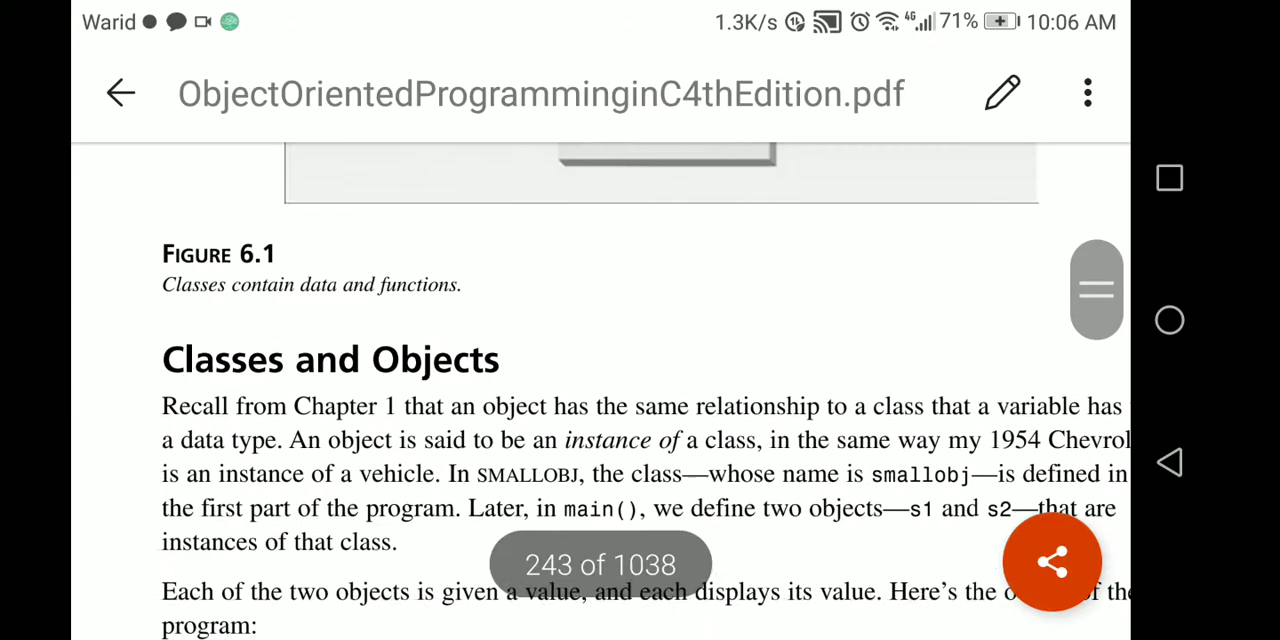 Warid 1.3K/s 4G 71% 10:06 AM
ObjectOrientedProgramminginC4thEdition.pdf
FIGURE 6.1
Classes contain data and functions.
Classes and Objects
Recall from Chapter 1 that an object has the same relationship to a class that a variable has
a data type. An object is said to be an instance of a class, in the same way my 1954 Chevrol
is an instance of a vehicle. In SMALLOBJ, the class—whose name is smallobj—is defined in
the first part of the program. Later, in main(), we define two objects—s1 and s2—that are
instances of that class.
243 of 1038
Each of the two objects is given a value, and each displays its value. Here's the of the
program: